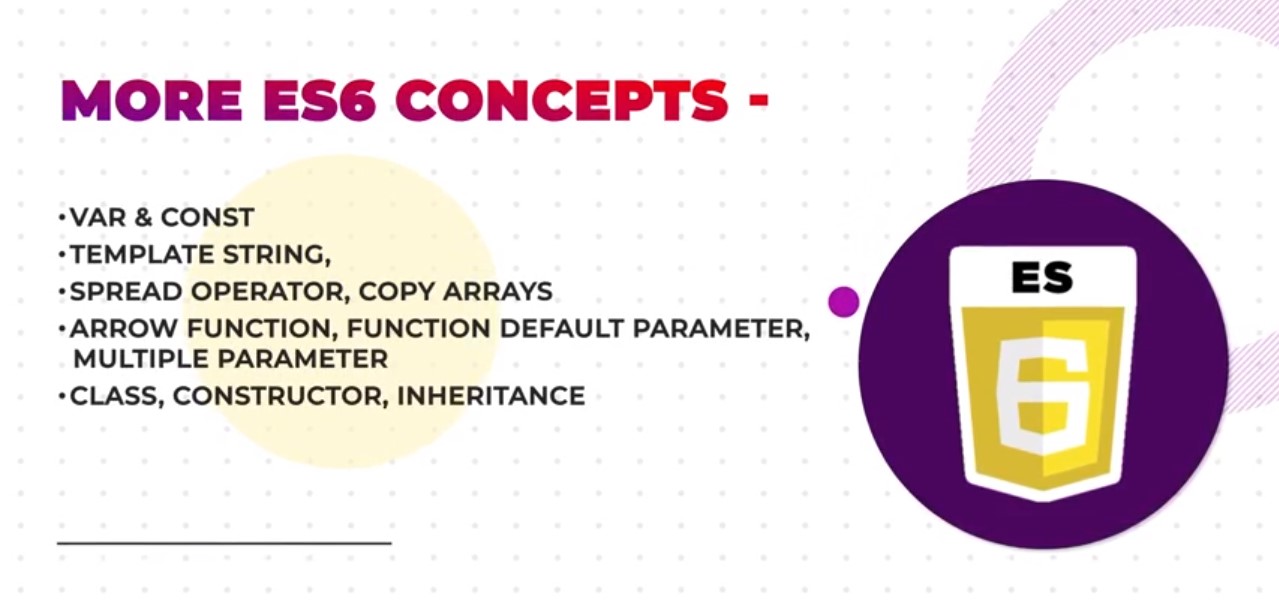 MORE ES6 CONCEPTS -
•VAR & CONST
•TEMPLATE STRING,
•SPREAD OPERATOR, COPY ARRAYS
•ARROW FUNCTION, FUNCTION DEFAULT PARAMETER,
MULTIPLE PARAMETER
•CLASS, CONSTRUCTOR, INHERITANCE
ES
6